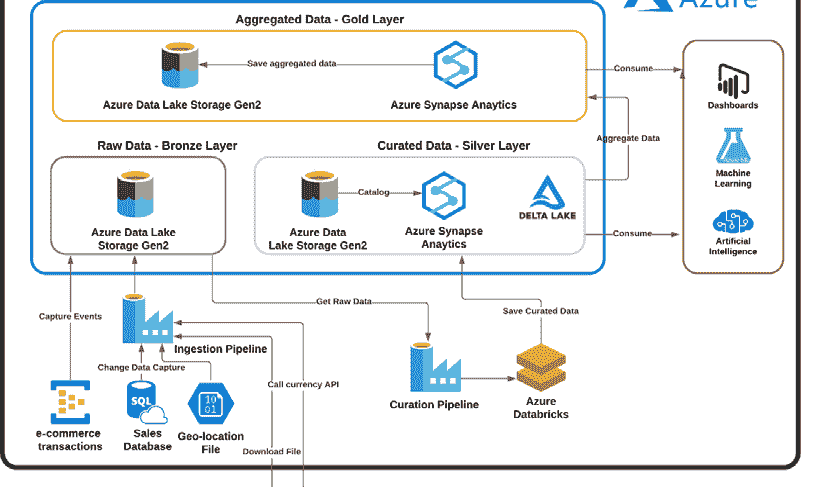 Azure
Aggregated Data - Gold Layer
Save aggregated data
Azure Data Lake Storage Gen2
Azure Synapse Anaytics
Consume
Dashboards
Machine
Learning
Artificial
Intelligence
Aggregate Data
Raw Data - Bronze Layer
Azure Data Lake
Storage Gen2
Curated Data - Silver Layer
Catalog
Azure Data
Lake Storage Gen2
Azure Synapse
Anaytics
DELTA LAKE
Consume
Capture Events
Get Raw Data
Save Curated Data
Ingestion Pipeline
Change Data Capture
Call currency API
SQL
10
01
e-commerce
transactions
Sales
Database
Geo-location
File
Download File
Curation Pipeline
Azure
Databricks